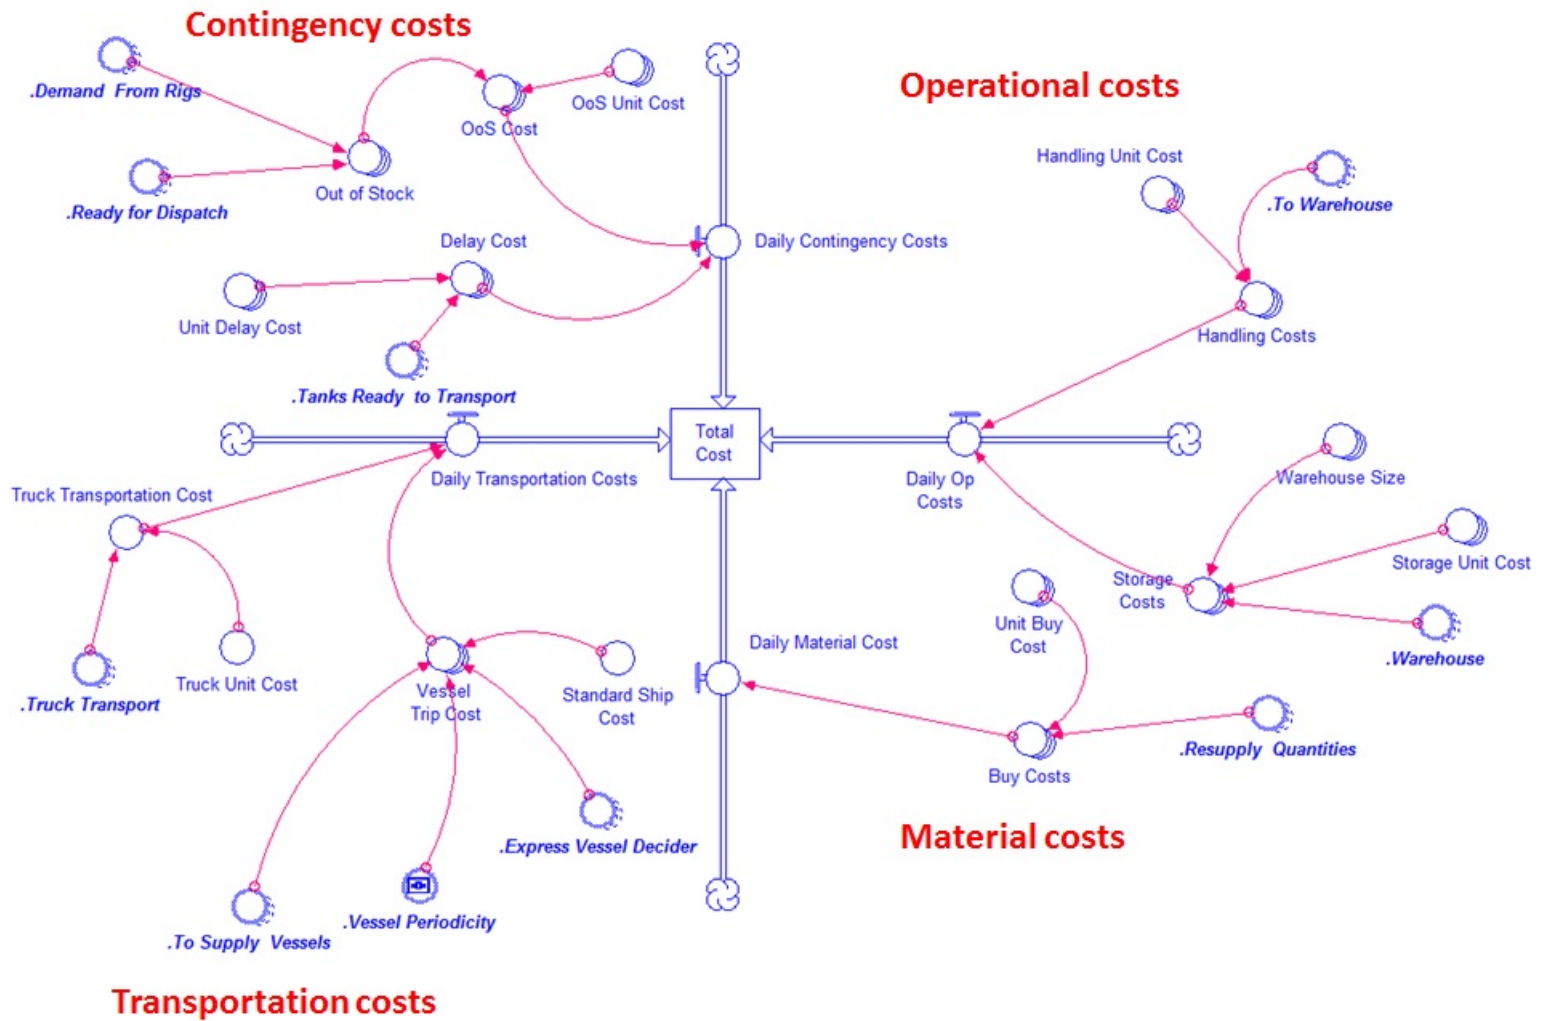 Contingency costs
.Demand  From Rigs
OoS Unit Cost
OoS Cost
Out of Stock
.Ready for Dispatch
Delay Cost
Daily Contingency Costs
Unit Delay Cost
.Tanks Ready  to Transport
Operational costs
Handling Unit Cost
.To Warehouse
Handling Costs
Total
Cost
Daily Transportation Costs
Daily Op
Costs
Warehouse Size
Storage Unit Cost
Storage
Costs
.Warehouse
Truck Transportation Cost
Truck Unit Cost
.Truck Transport
Vessel
Trip Cost
Standard Ship
Cost
.Express Vessel Decider
.Vessel Periodicity
.To Supply  Vessels
Transportation costs
Daily Material Cost
Unit Buy
Cost
.Resupply  Quantities
Buy Costs
Material costs